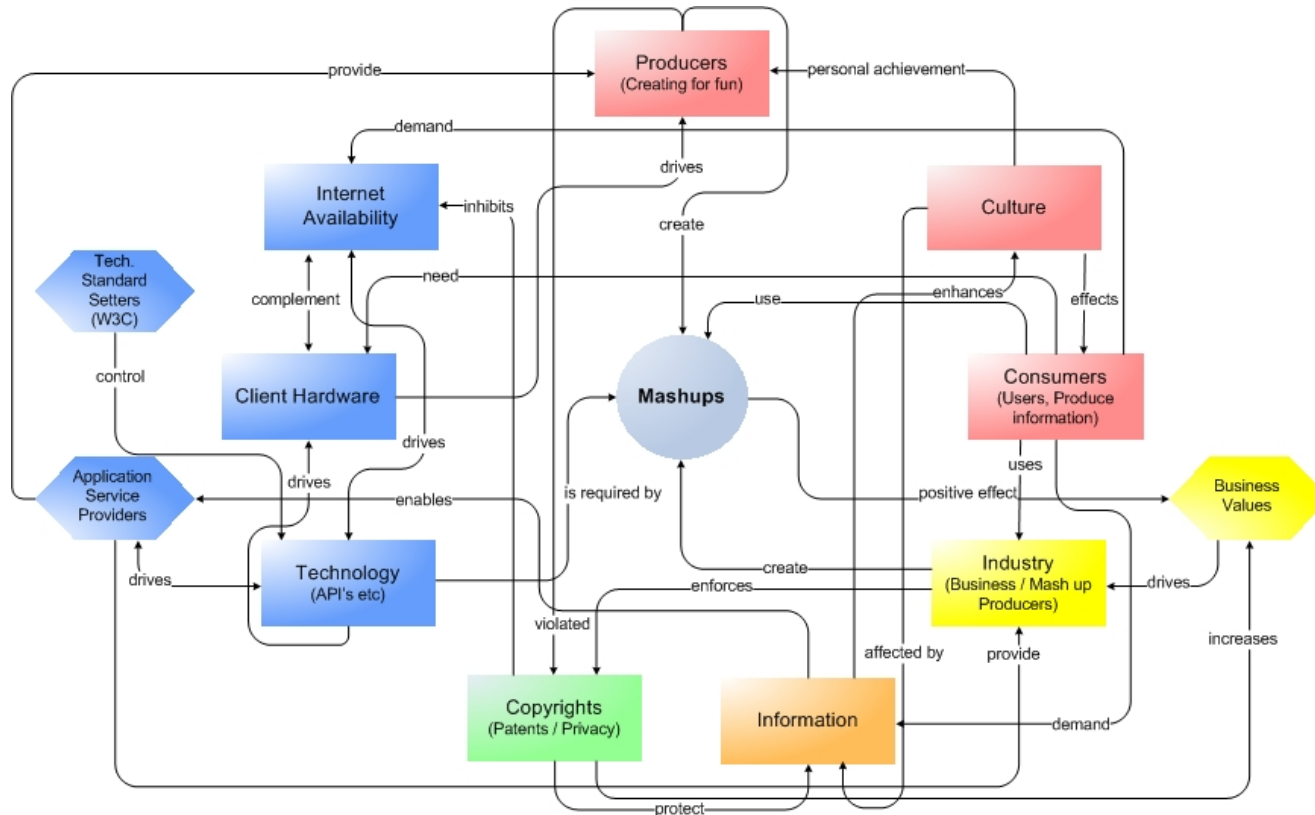 Producers
(Creating for fun)
provide
personal achievement
demand
drives
Internet
Availability
inhibits
Culture
create
Tech.
Standard
Setters
(W3C)
complement
need
enhances
use
effects
control
Client Hardware
Mashups
Consumers
(Users, Produce
information)
drives
uses
Application
Service
Providers
drives
enables
is required by
positive effect
Business
Values
drives
Technology
(API's etc)
create
enforces
Industry
(Business / Mash up
Producers)
drives
violated
affected by
provide
increases
Copyrights
(Patents / Privacy)
Information
demand
protect